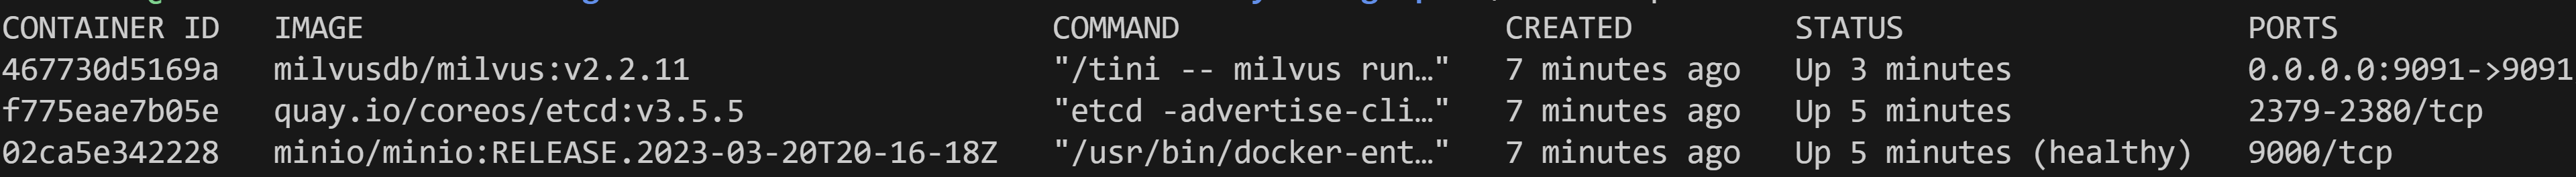 CONTAINER ID   IMAGE                                      COMMAND                  CREATED         STATUS                   PORTS
467730d5169a   milvusdb/milvus:v2.2.11                    "/tini -- milvus run…"   7 minutes ago   Up 3 minutes             0.0.0.0:9091->9091
f775eae7b05e   quay.io/coreos/etcd:v3.5.5                 "etcd -advertise-cli…"   7 minutes ago   Up 5 minutes             2379-2380/tcp
02ca5e342228   minio/minio:RELEASE.2023-03-20T20-16-18Z   "/usr/bin/docker-ent…"   7 minutes ago   Up 5 minutes (healthy)   9000/tcp